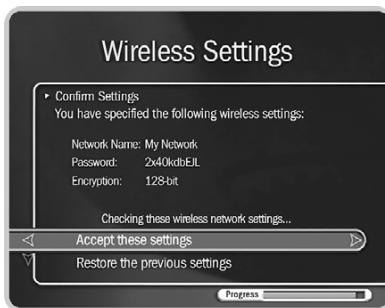 Wireless Settings
Confirm Settings
You have specified the following wireless settings:
Network Name: My Network
Password: 2x40kdbEJL
Encryption: 128-bit
Checking these wireless network settings...
Accept these settings
Restore the previous settings
Progress